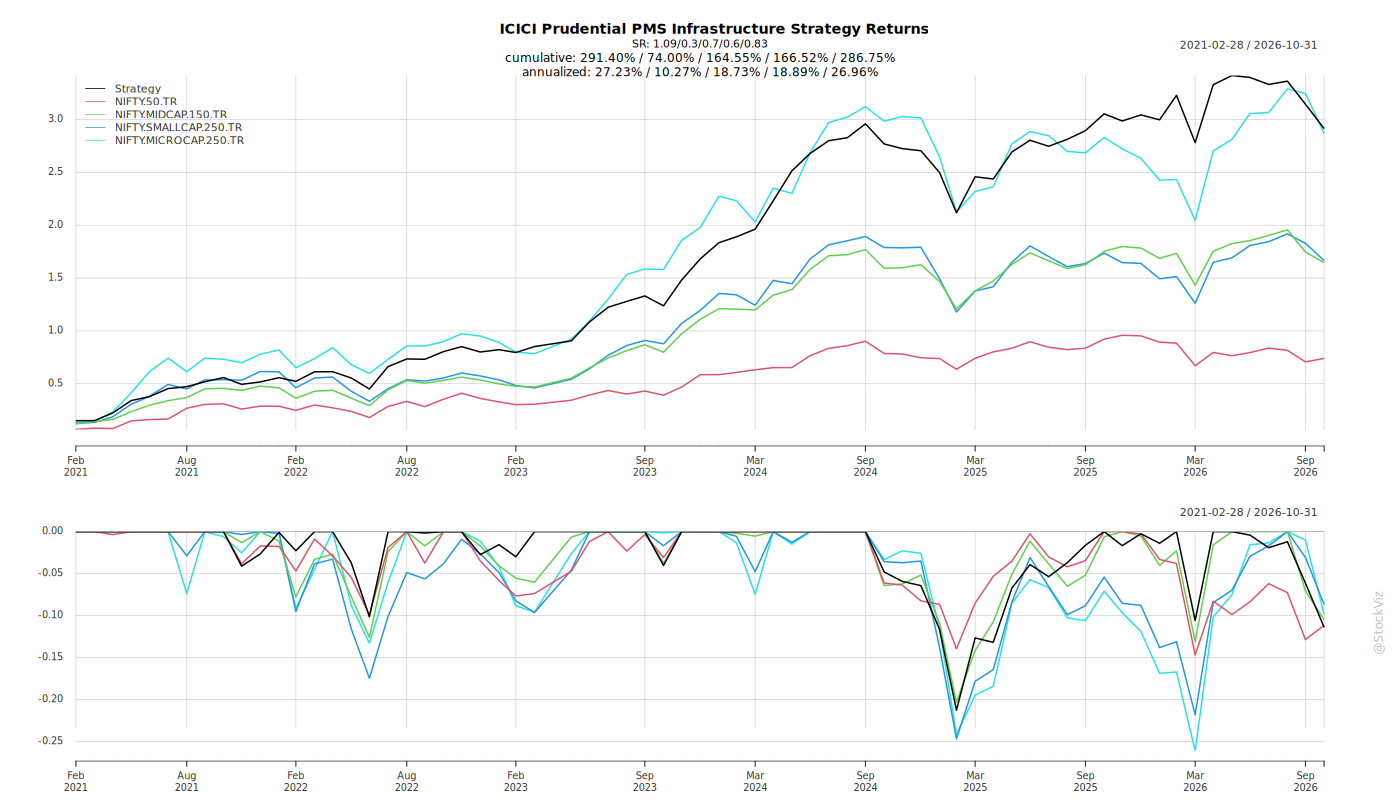 ICICI Prudential PMS Infrastructure Strategy Returns
SR: 1.09/0.3/0.7/0.6/0.83
cumulative: 291.40% / 74.00% / 164.55% / 166.52% / 286.75%
annualized: 27.23% / 10.27% / 18.73% / 18.89% / 26.96%
2021-02-28 / 2026-10-31
Strategy
NIFTY.50.TR
NIFTY.MIDCAP.150.TR
NIFTY.SMALLCAP.250.TR
NIFTY.MICROCAP.250.TR
3.0
2.5
2.0
1.5
1.0
0.5
Feb Aug Feb Aug Feb Sep Mar Sep Mar Sep Mar Sep
2021 2021 2022 2022 2023 2023 2024 2024 2025 2025 2026 2026
2021-02-28 / 2026-10-31
0.00
-0.05
-0.10
-0.15
-0.20
-0.25
Feb Aug Feb Aug Feb Sep Mar Sep Mar Sep Mar Sep
2021 2021 2022 2022 2023 2023 2024 2024 2025 2025 2026 2026
@StockViz